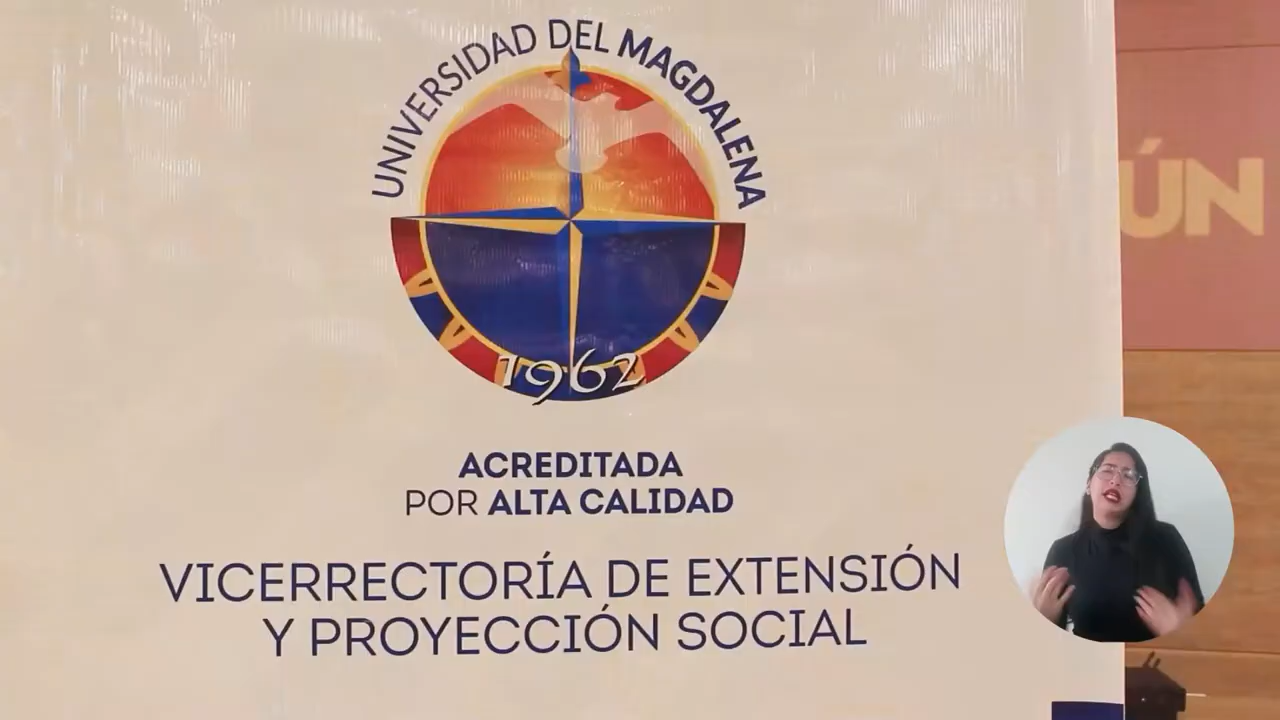 UNIVERSIDAD DEL MAGDALENA
1962
ACREDITADA
POR ALTA CALIDAD
VICERRECTORÍA DE EXTENSIÓN
Y PROYECCIÓN SOCIAL
ÚN